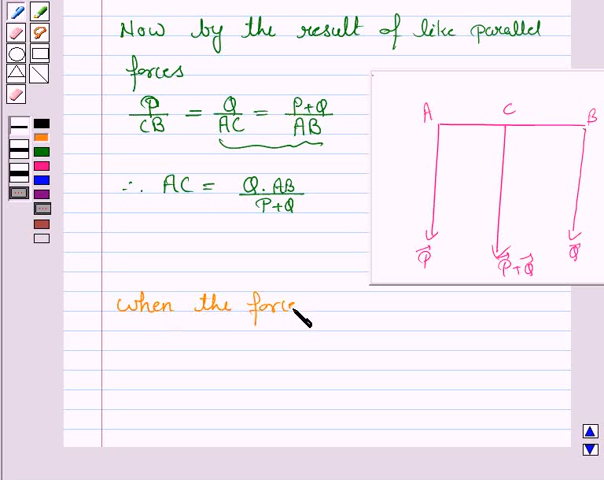 Now by the result of like parallel
forces
P/CB = Q/AC = P+Q/AB
∴ AC = Q.AB/P+Q
when the force
A C B
P⃗ P⃗+Q⃗ Q⃗